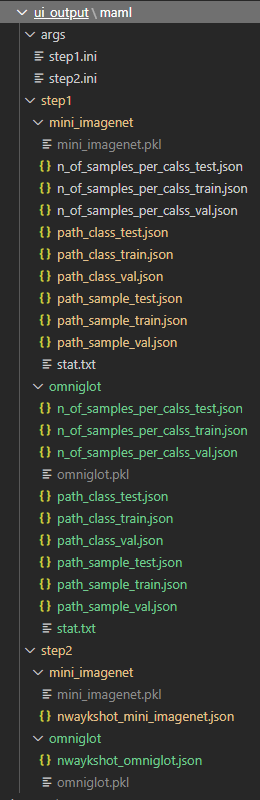 ui_output\maml
args
step1.ini
step2.ini
step1
mini_imagenet
mini_imagenet.pkl
{} n_of_samples_per_calss_test.json
{} n_of_samples_per_calss_train.json
{} n_of_samples_per_calss_val.json
{} path_class_test.json
{} path_class_train.json
{} path_class_val.json
{} path_sample_test.json
{} path_sample_train.json
{} path_sample_val.json
stat.txt
omniglot
{} n_of_samples_per_calss_test.json
{} n_of_samples_per_calss_train.json
{} n_of_samples_per_calss_val.json
omniglot.pkl
{} path_class_test.json
{} path_class_train.json
{} path_class_val.json
{} path_sample_test.json
{} path_sample_train.json
{} path_sample_val.json
stat.txt
step2
mini_imagenet
mini_imagenet.pkl
{} nwaykshot_mini_imagenet.json
omniglot
{} nwaykshot_omniglot.json
omniglot.pkl